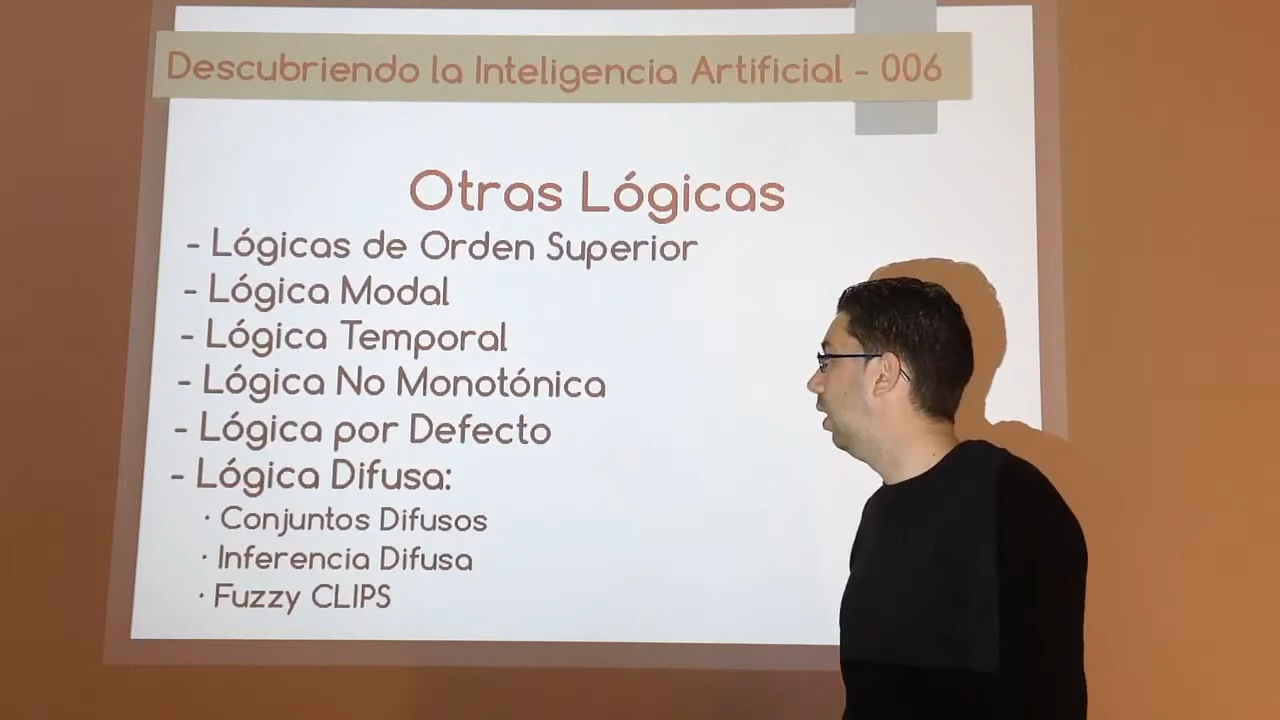 Descubriendo la Inteligencia Artificial - 006
Otras Lógicas
- Lógicas de Orden Superior
- Lógica Modal
- Lógica Temporal
- Lógica No Monotónica
- Lógica por Defecto
- Lógica Difusa:
· Conjuntos Difusos
· Inferencia Difusa
· Fuzzy CLIPS